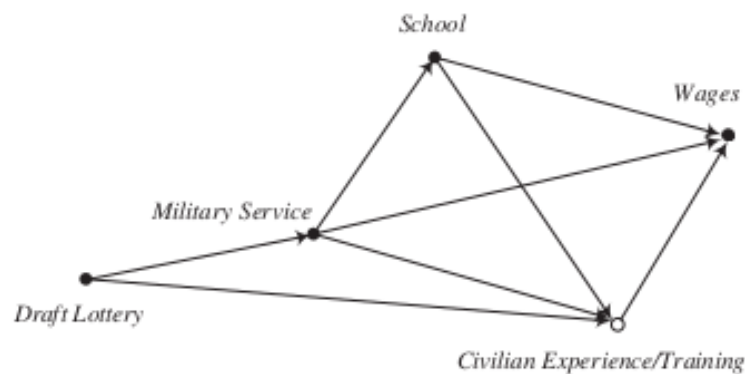 School
Wages
Military Service
Draft Lottery
Civilian Experience/Training